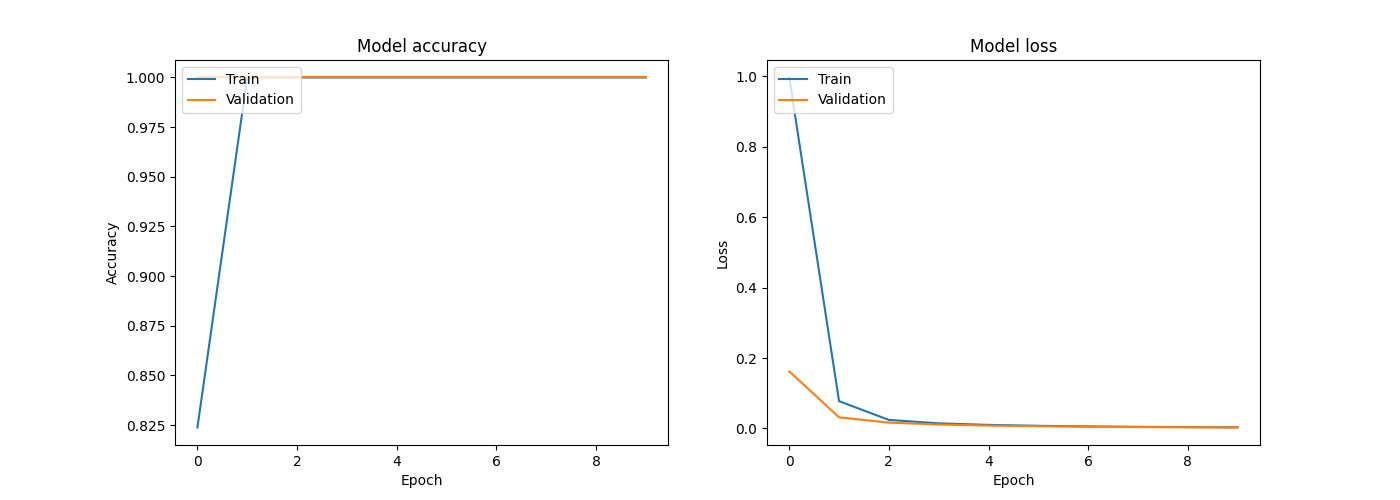 Model accuracy
Train
Validation
1.000
0.975
0.950
0.925
0.900
0.875
0.850
0.825
Accuracy
0 2 4 6 8
Epoch
Model loss
Train
Validation
1.0
0.8
0.6
0.4
0.2
0.0
Loss
0 2 4 6 8
Epoch